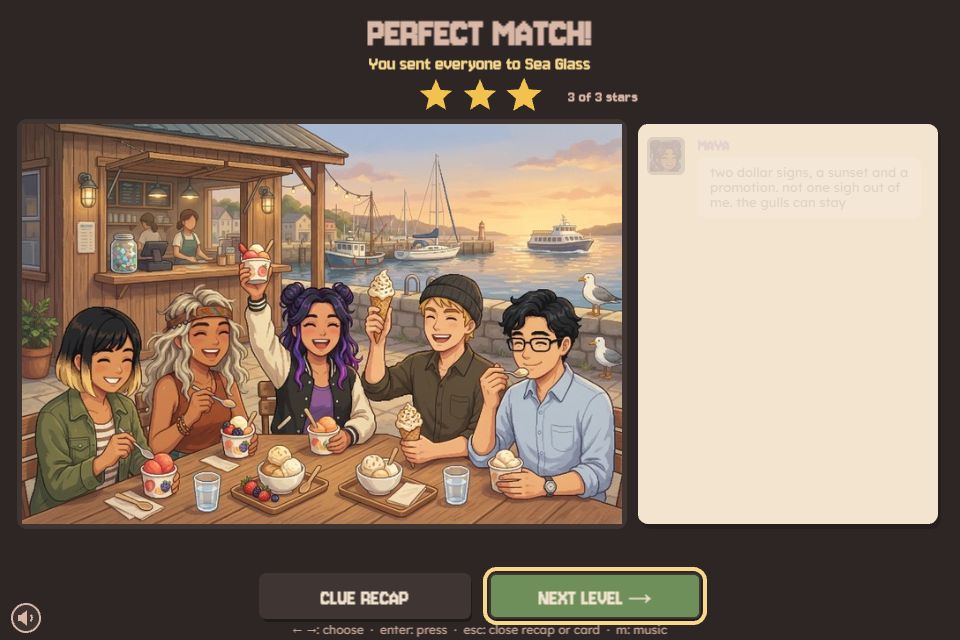 PERFECT MATCH!
You sent everyone to Sea Glass
3 of 3 stars
MAYA
two dollar signs, a sunset and a
promotion. not one sigh out of
me. the gulls can stay
CLUE RECAP
NEXT LEVEL →
← →: choose · enter: press · esc: close recap or card · m: music